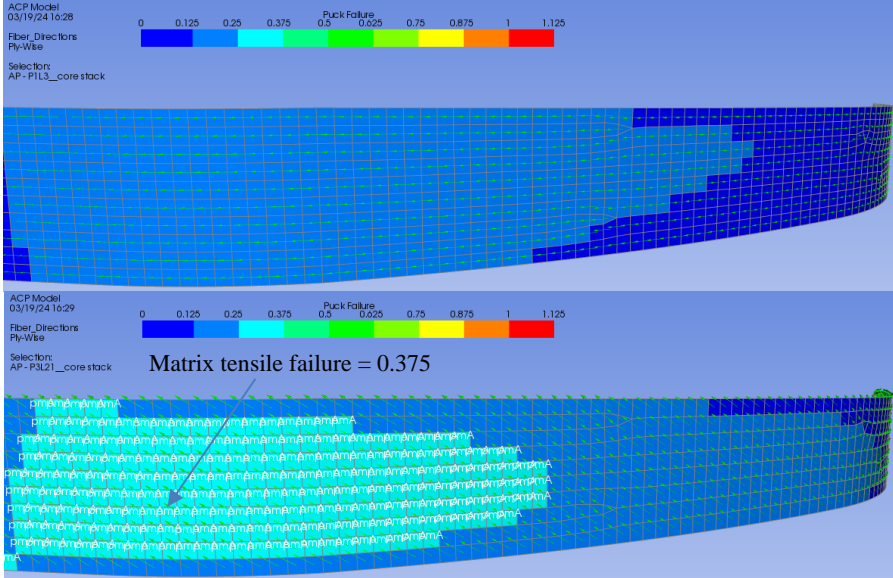 ACP Model
03/19/24 16:28
Puck Failure
0 0.125 0.25 0.375 0.5 0.625 0.75 0.875 1 1.125
Fiber_Directions
Ply-Wise
Selection:
AP - P1L3__core stack
ACP Model
03/19/24 16:29
Puck Failure
0 0.125 0.25 0.375 0.5 0.625 0.75 0.875 1 1.125
Fiber_Directions
Ply-Wise
Selection:
AP - P3L21__core stack
Matrix tensile failure = 0.375